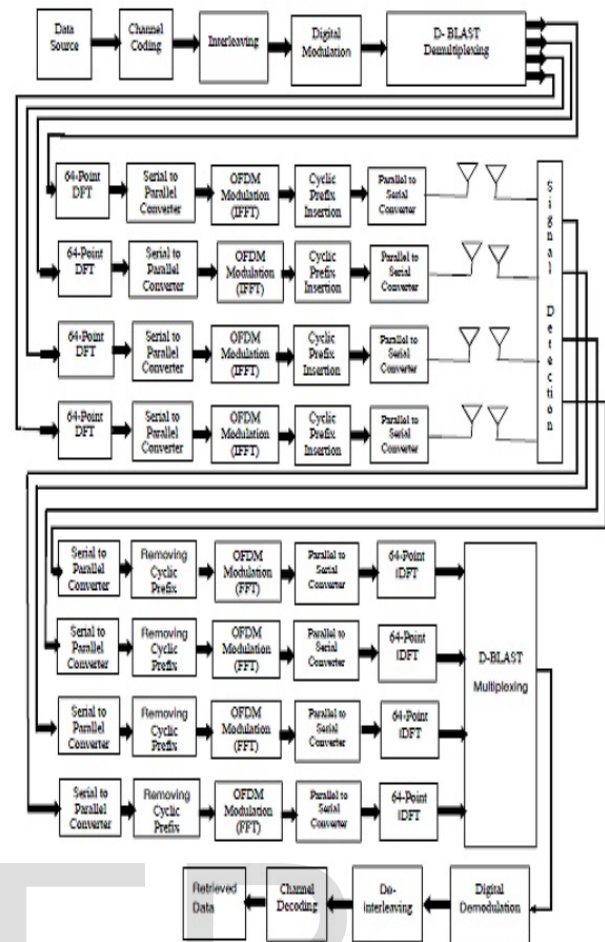 Data
Source
Channel
Coding
Interleaving
Digital
Modulation
D- BLAST
Demultiplexing
64-Point
DFT
Serial to
Parallel
Converter
OFDM
Modulation
(IFFT)
Cyclic
Prefix
Insertion
Parallel to
Serial
Converter
64-Point
DFT
Serial to
Parallel
Converter
OFDM
Modulation
(IFFT)
Cyclic
Prefix
Insertion
Parallel to
Serial
Converter
64-Point
DFT
Serial to
Parallel
Converter
OFDM
Modulation
(IFFT)
Cyclic
Prefix
Insertion
Parallel to
Serial
Converter
64-Point
DFT
Serial to
Parallel
Converter
OFDM
Modulation
(IFFT)
Cyclic
Prefix
Insertion
Parallel to
Serial
Converter
Signal Detection
Serial to
Parallel
Converter
Removing
Cyclic
Prefix
OFDM
Modulation
(FFT)
Parallel to
Serial
Converter
64-Point
IDFT
Serial to
Parallel
Converter
Removing
Cyclic
Prefix
OFDM
Modulation
(FFT)
Parallel to
Serial
Converter
64-Point
IDFT
Serial to
Parallel
Converter
Removing
Cyclic
Prefix
OFDM
Modulation
(FFT)
Parallel to
Serial
Converter
64-Point
IDFT
Serial to
Parallel
Converter
Removing
Cyclic
Prefix
OFDM
Modulation
(FFT)
Parallel to
Serial
Converter
64-Point
IDFT
D-BLAST
Multiplexing
Retrieved
Data
Channel
Decoding
De-
interleaving
Digital
Demodulation